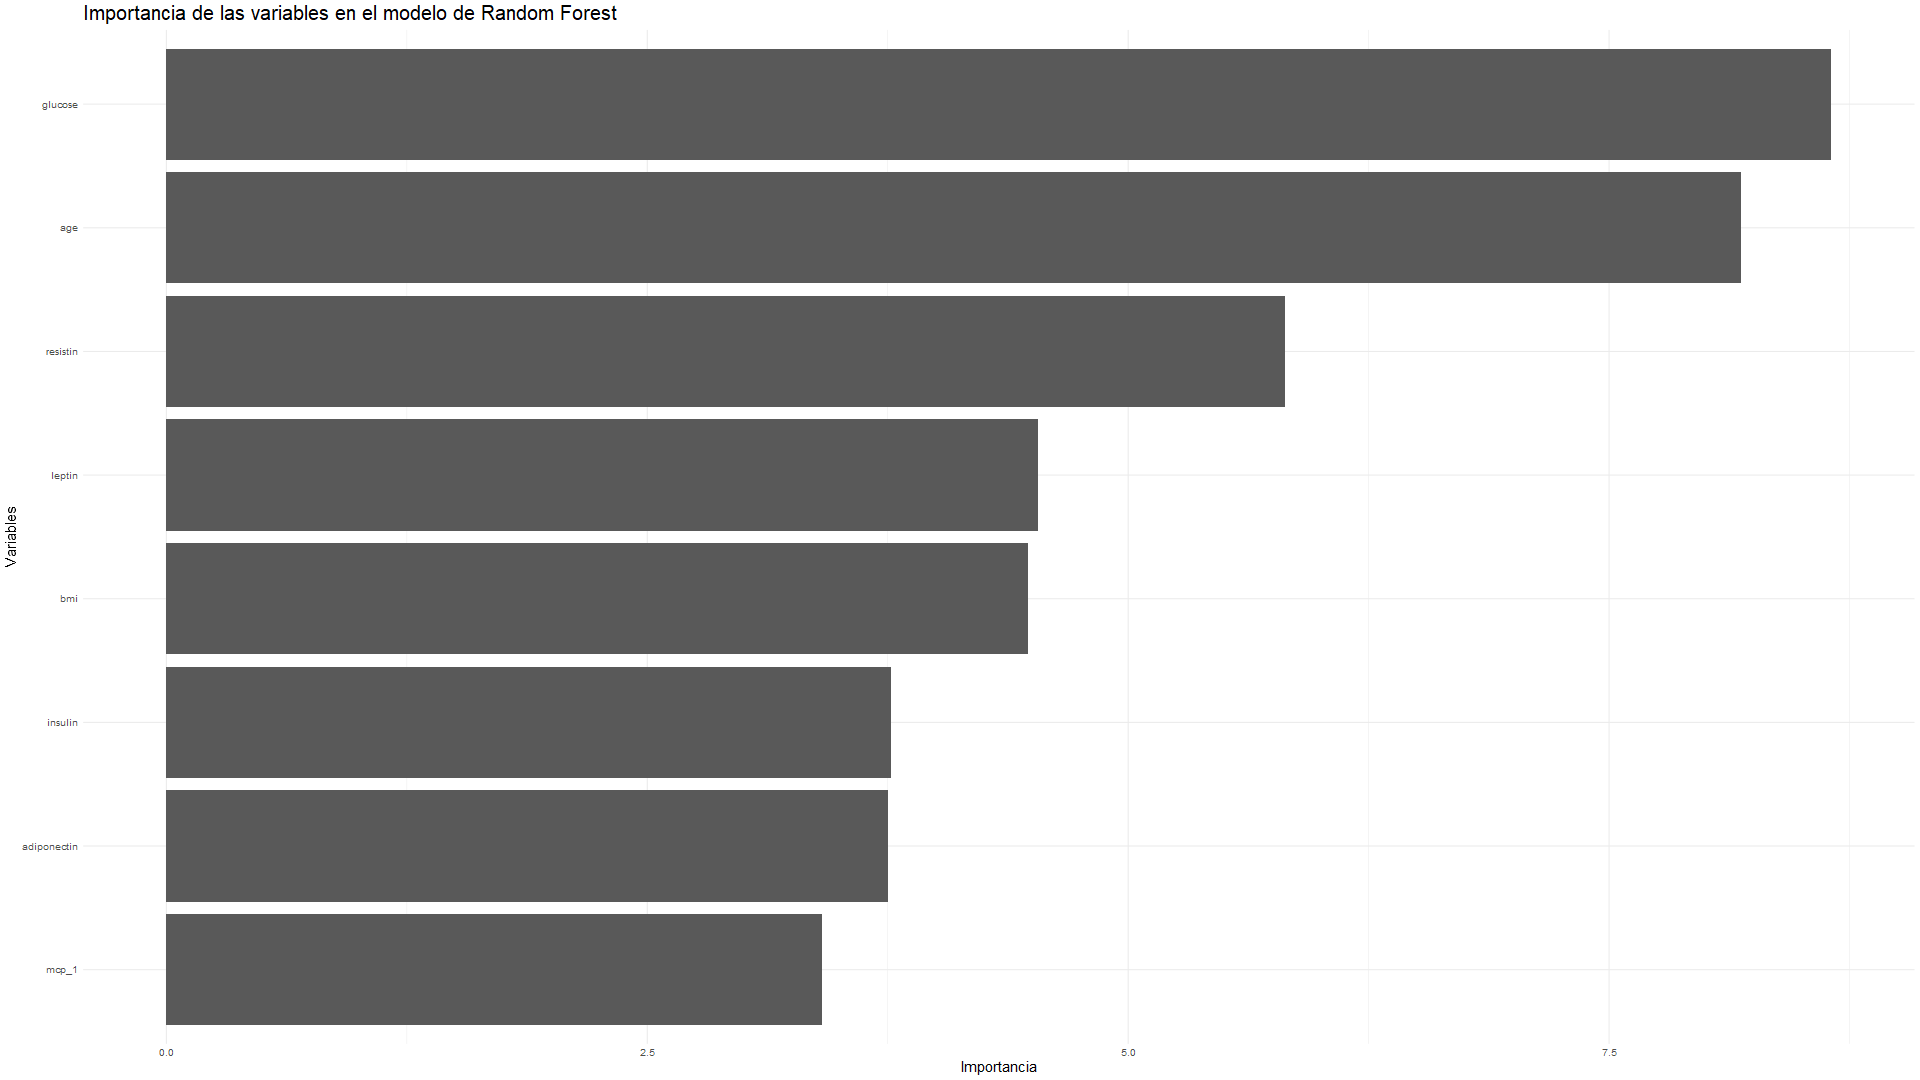 Importancia de las variables en el modelo de Random Forest
glucose
age
resistin
leptin
Variables
bmi
insulin
adiponectin
mcp_1
0.0 2.5 5.0 7.5
Importancia